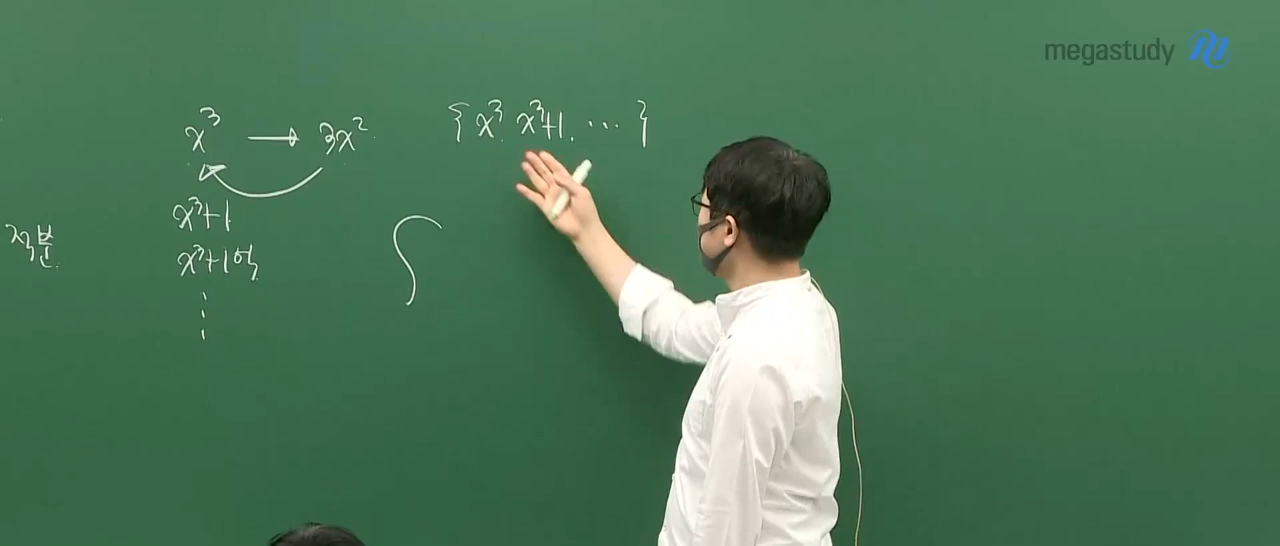 megastudy
x³ → 3x²
{x³, x³+1, ⋯ }
x³+1
적분
x³+1억
⋮
∫